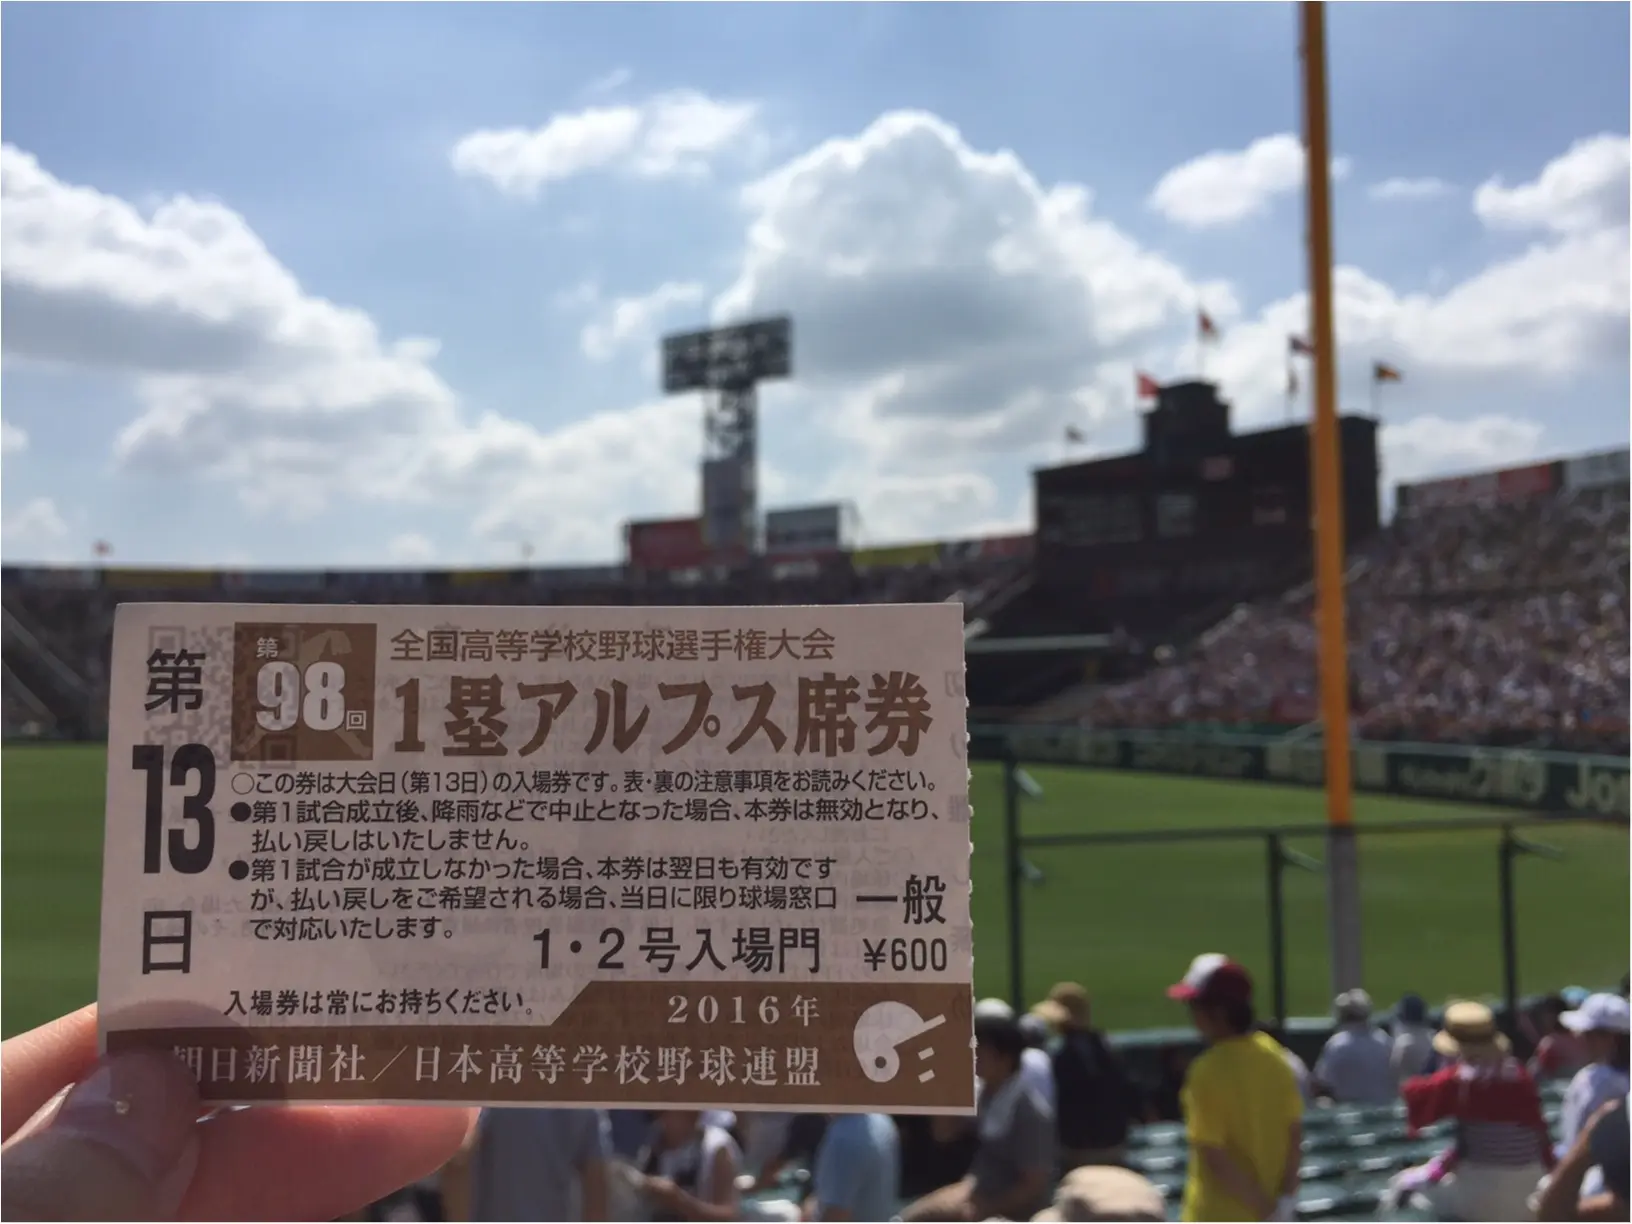 第13日
第98回
全国高等学校野球選手権大会
1塁アルプス席券
○この券は大会日(第13日)の入場券です。表・裏の注意事項をお読みください。
●第1試合成立後、降雨などで中止となった場合、本券は無効となり、
払い戻しはいたしません。
●第1試合が成立しなかった場合、本券は翌日も有効です
が、払い戻しをご希望される場合、当日に限り球場窓口
で対応いたします。
一般
¥600
1・2号入場門
入場券は常にお持ちください。
2016年
朝日新聞社/日本高等学校野球連盟